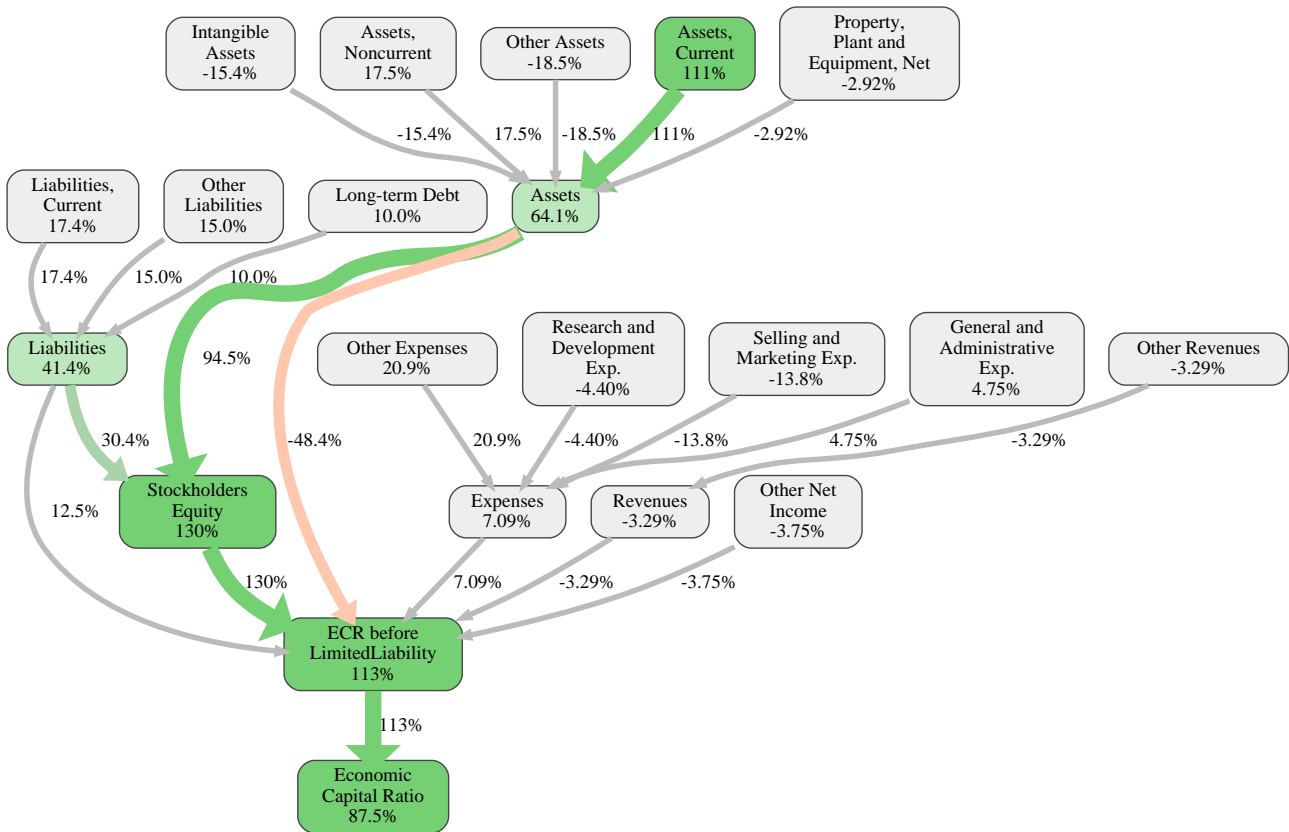 Intangible
Assets
-15.4%
Assets,
Noncurrent
17.5%
Other Assets
-18.5%
Assets,
Current
111%
Property,
Plant and
Equipment, Net
-2.92%
-15.4%
17.5%
-18.5%
111%
-2.92%
Liabilities,
Current
17.4%
Other
Liabilities
15.0%
Long-term Debt
10.0%
Assets
64.1%
17.4%
15.0%
10.0%
Liabilities
41.4%
94.5%
Other Expenses
20.9%
Research and
Development
Exp.
-4.40%
Selling and
Marketing Exp.
-13.8%
General and
Administrative
Exp.
4.75%
Other Revenues
-3.29%
30.4%
-48.4%
20.9%
-4.40%
-13.8%
4.75%
-3.29%
12.5%
Stockholders
Equity
130%
Expenses
7.09%
Revenues
-3.29%
Other Net
Income
-3.75%
130%
7.09%
-3.29%
-3.75%
ECR before
LimitedLiability
113%
113%
Economic
Capital Ratio
87.5%